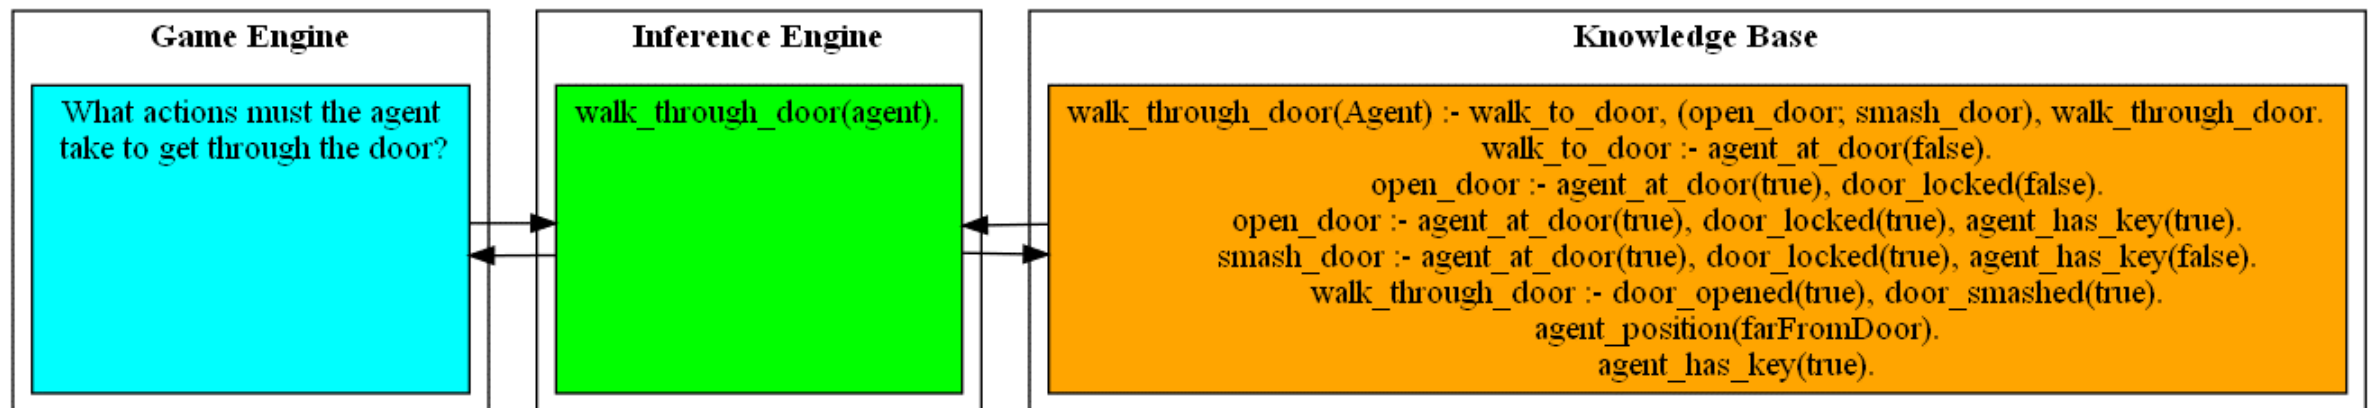 Game Engine
What actions must the agent
take to get through the door?
Inference Engine
walk_through_door(agent).
Knowledge Base
walk_through_door(Agent) :- walk_to_door, (open_door; smash_door), walk_through_door.
walk_to_door :- agent_at_door(false).
open_door :- agent_at_door(true), door_locked(false).
open_door :- agent_at_door(true), door_locked(true), agent_has_key(true).
smash_door :- agent_at_door(true), door_locked(true), agent_has_key(false).
walk_through_door :- door_opened(true), door_smashed(true).
agent_position(farFromDoor).
agent_has_key(true).